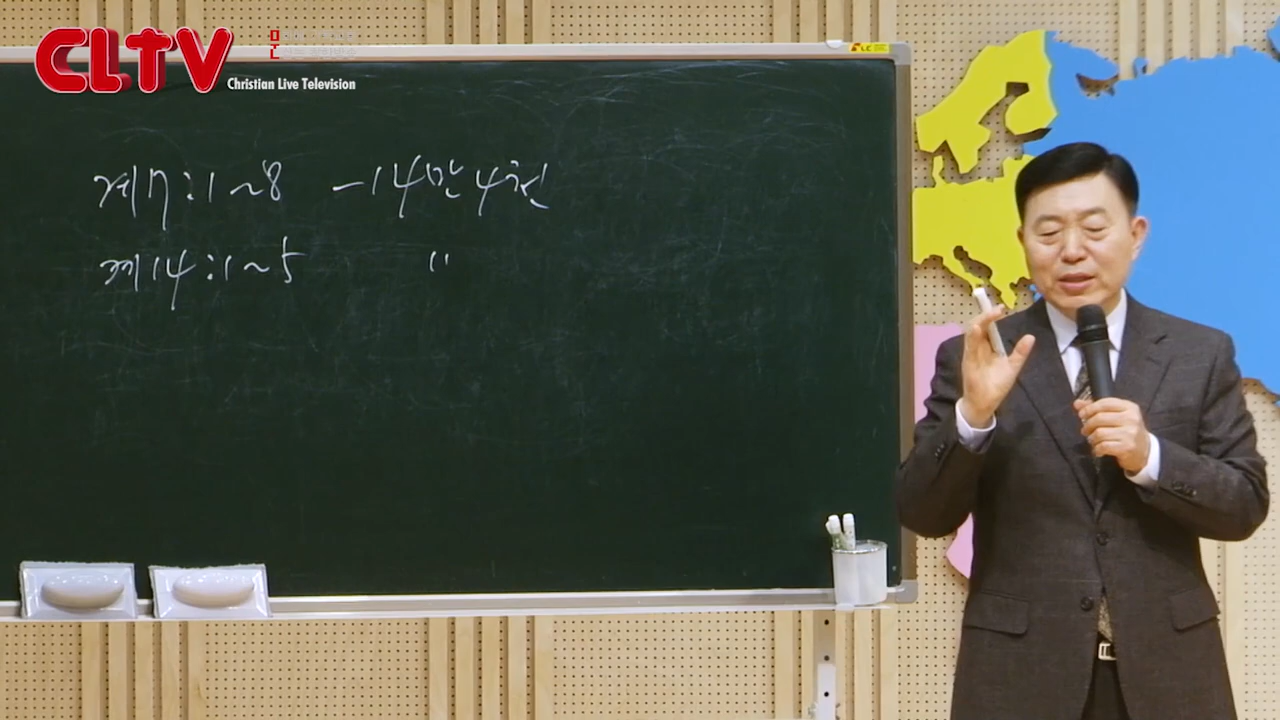 CLTV
Christian Live Television
계7:1~8 -14만4천
계14:1~5 "